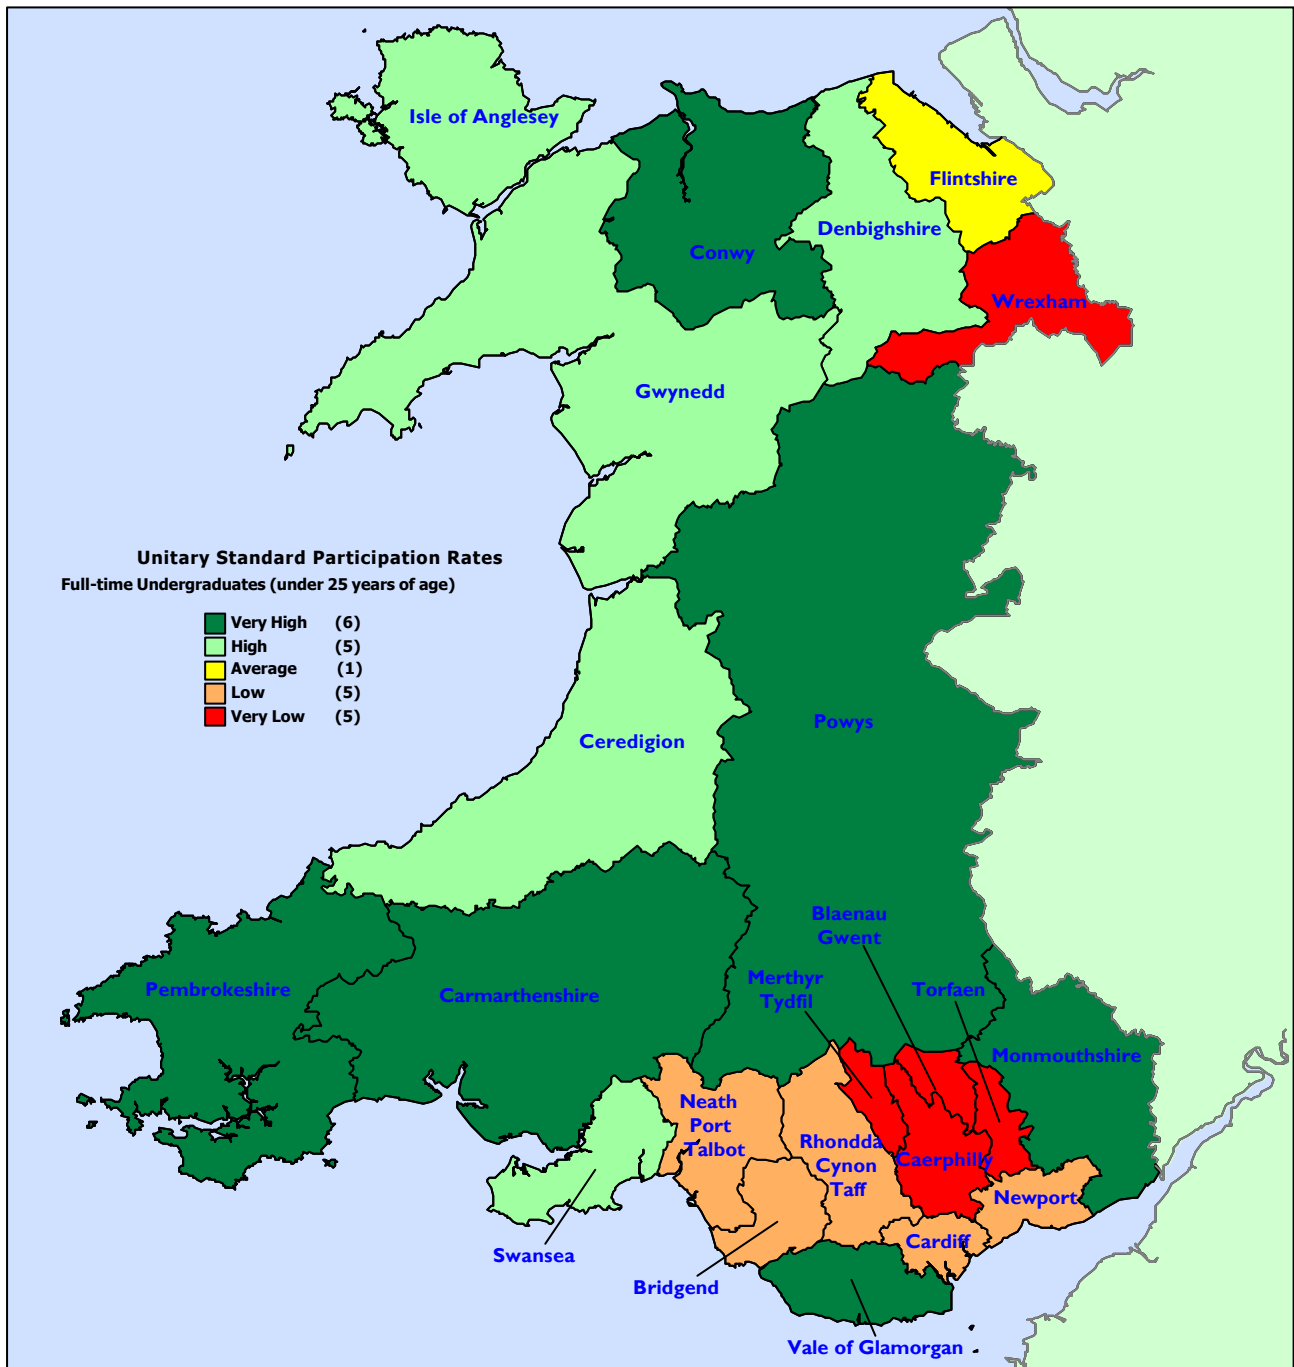 Isle of Anglesey
Flintshire
Denbighshire
Conwy
Wrexham
Gwynedd
Unitary Standard Participation Rates
Full-time Undergraduates (under 25 years of age)
Very High (6)
High (5)
Average (1)
Low (5)
Very Low (5)
Powys
Ceredigion
Blaenau
Gwent
Merthyr
Tydfil
Torfaen
Pembrokeshire
Carmarthenshire
Monmouthshire
Neath
Port
Talbot
Rhondda
Cynon
Taff
Caerphilly
Newport
Cardiff
Swansea
Bridgend
Vale of Glamorgan